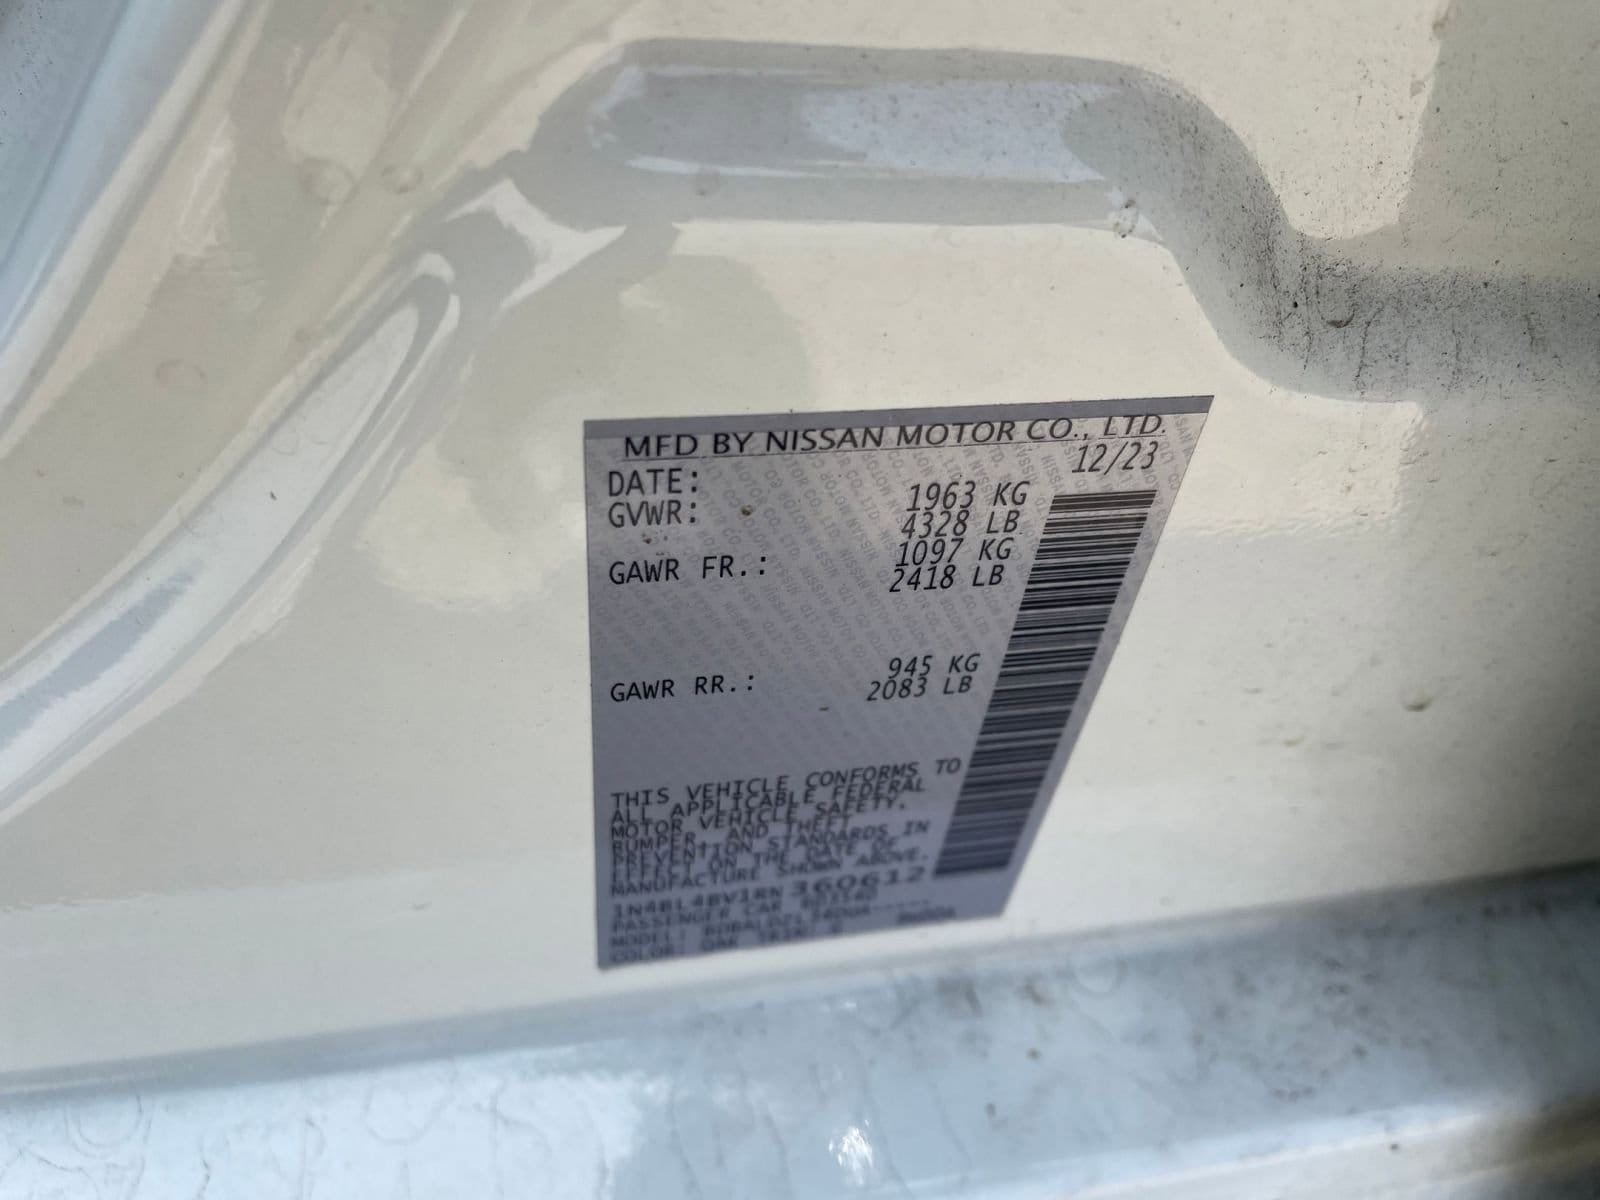 MFD BY NISSAN MOTOR CO., LTD.
DATE: 12/23
GVWR: 1963 KG
4328 LB
GAWR FR.: 1097 KG
2418 LB
GAWR RR.: 945 KG
2083 LB
THIS VEHICLE CONFORMS TO
ALL APPLICABLE FEDERAL
MOTOR VEHICLE SAFETY,
BUMPER, AND THEFT
PREVENTION STANDARDS IN
EFFECT ON THE DATE OF
MANUFACTURE SHOWN ABOVE.
1N4BL4BV1RN360612
PASSENGER CAR
MODEL:
COLOR: QAK